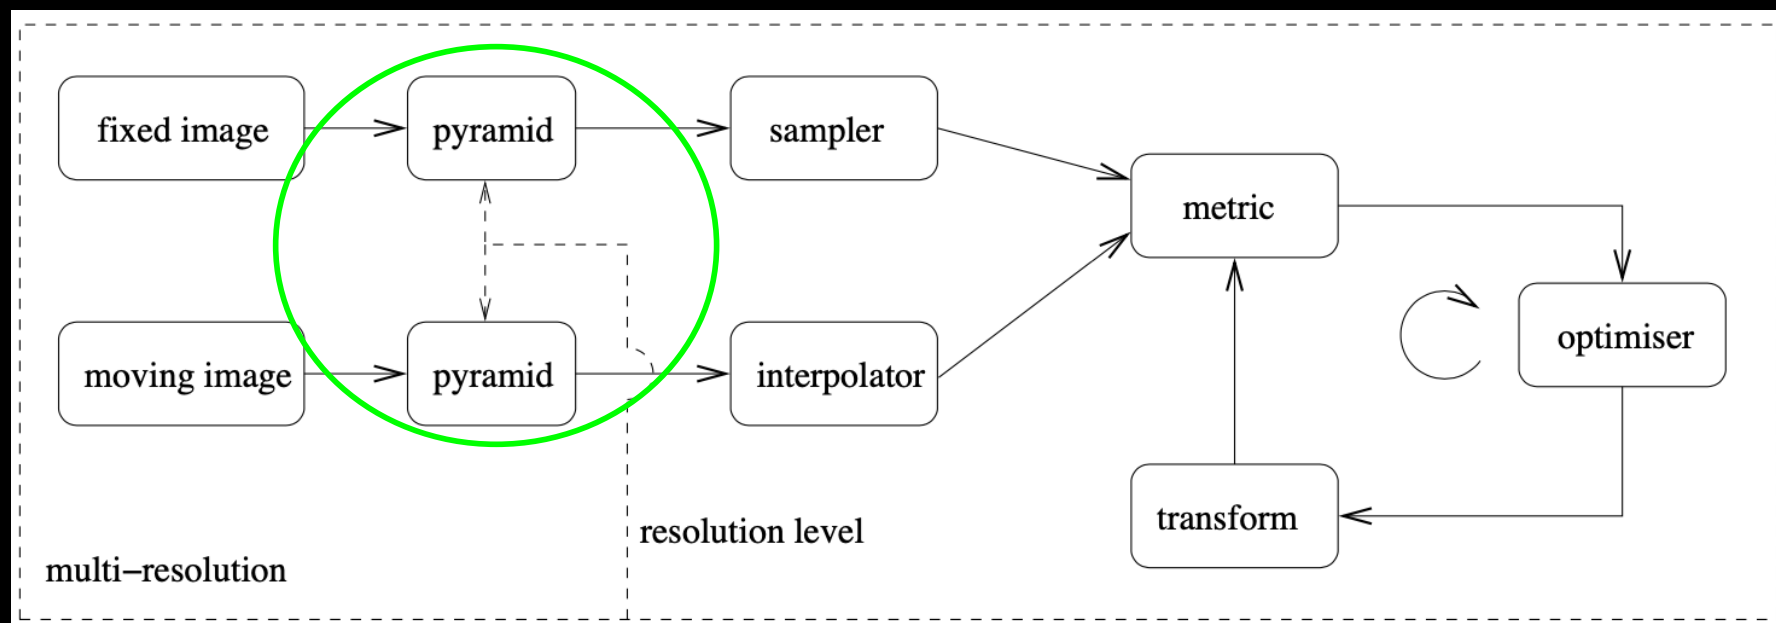 fixed image
pyramid
sampler
metric
optimiser
moving image
pyramid
interpolator
transform
resolution level
multi−resolution